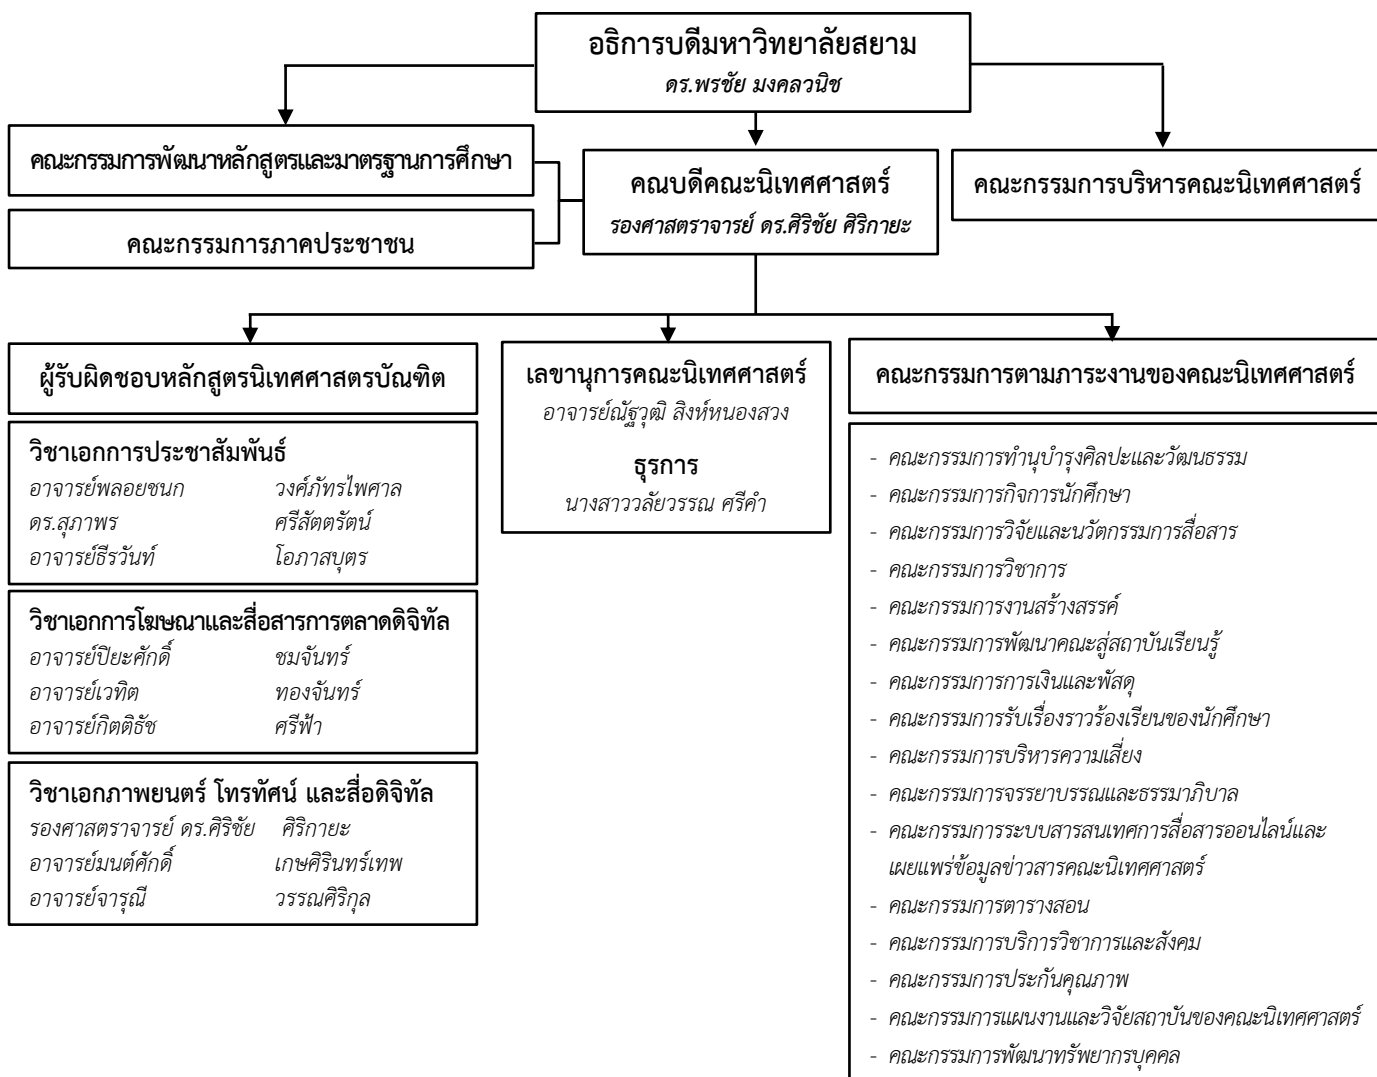 อธิการบดีมหาวิทยาลัยสยาม
ดร.พรชัย มงคลวนิช
คณะกรรมการพัฒนาหลักสูตรและมาตรฐานการศึกษา
คณะกรรมการภาคประชาชน
คณบดีคณะนิเทศศาสตร์
รองศาสตราจารย์ ดร.ศิริชัย ศิริกายะ
คณะกรรมการบริหารคณะนิเทศศาสตร์
ผู้รับผิดชอบหลักสูตรนิเทศศาสตรบัณฑิต
วิชาเอกการประชาสัมพันธ์
อาจารย์พลอยชนก วงศ์ภัทรไพศาล
ดร.สุภาพร ศรีสัตตรัตน์
อาจารย์ธีรวันท์ โอภาสบุตร
วิชาเอกการโฆษณาและสื่อสารการตลาดดิจิทัล
อาจารย์ปิยะศักดิ์ ชมจันทร์
อาจารย์เวทิต ทองจันทร์
อาจารย์กิตติธัช ศรีฟ้า
วิชาเอกภาพยนตร์ โทรทัศน์ และสื่อดิจิทัล
รองศาสตราจารย์ ดร.ศิริชัย ศิริกายะ
อาจารย์มนต์ศักดิ์ เกษศิรินทร์เทพ
อาจารย์จารุณี วรรณศิริกุล
เลขานุการคณะนิเทศศาสตร์
อาจารย์ณัฐวุฒิ สิงห์หนองสวง
ธุรการ
นางสาววลัยวรรณ ศรีคำ
คณะกรรมการตามภาระงานของคณะนิเทศศาสตร์
- คณะกรรมการทำนุบำรุงศิลปะและวัฒนธรรม
- คณะกรรมการกิจการนักศึกษา
- คณะกรรมการวิจัยและนวัตกรรมการสื่อสาร
- คณะกรรมการวิชาการ
- คณะกรรมการงานสร้างสรรค์
- คณะกรรมการพัฒนาคณะสู่สถาบันเรียนรู้
- คณะกรรมการการเงินและพัสดุ
- คณะกรรมการรับเรื่องราวร้องเรียนของนักศึกษา
- คณะกรรมการบริหารความเสี่ยง
- คณะกรรมการจรรยาบรรณและธรรมาภิบาล
- คณะกรรมการระบบสารสนเทศการสื่อสารออนไลน์และ
เผยแพร่ข้อมูลข่าวสารคณะนิเทศศาสตร์
- คณะกรรมการตารางสอน
- คณะกรรมการบริการวิชาการและสังคม
- คณะกรรมการประกันคุณภาพ
- คณะกรรมการแผนงานและวิจัยสถาบันของคณะนิเทศศาสตร์
- คณะกรรมการพัฒนาทรัพยากรบุคคล